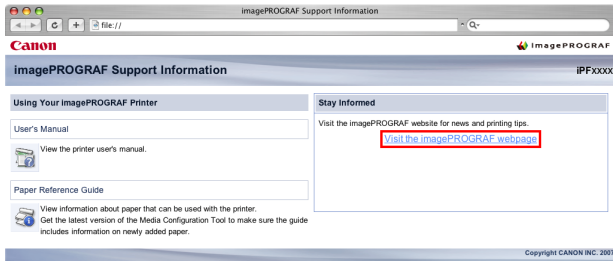 imagePROGRAF Support Information
file://
Q
Canon
imagePROGRAF
imagePROGRAF Support Information
iPFxxxx
Using Your imagePROGRAF Printer
User's Manual
View the printer user's manual.
Paper Reference Guide
View information about paper that can be used with the printer.
Get the latest version of the Media Configuration Tool to make sure the guide
includes information on newly added paper.
Stay Informed
Visit the imagePROGRAF website for news and printing tips.
Visit the imagePROGRAF webpage
Copyright CANON INC. 2007